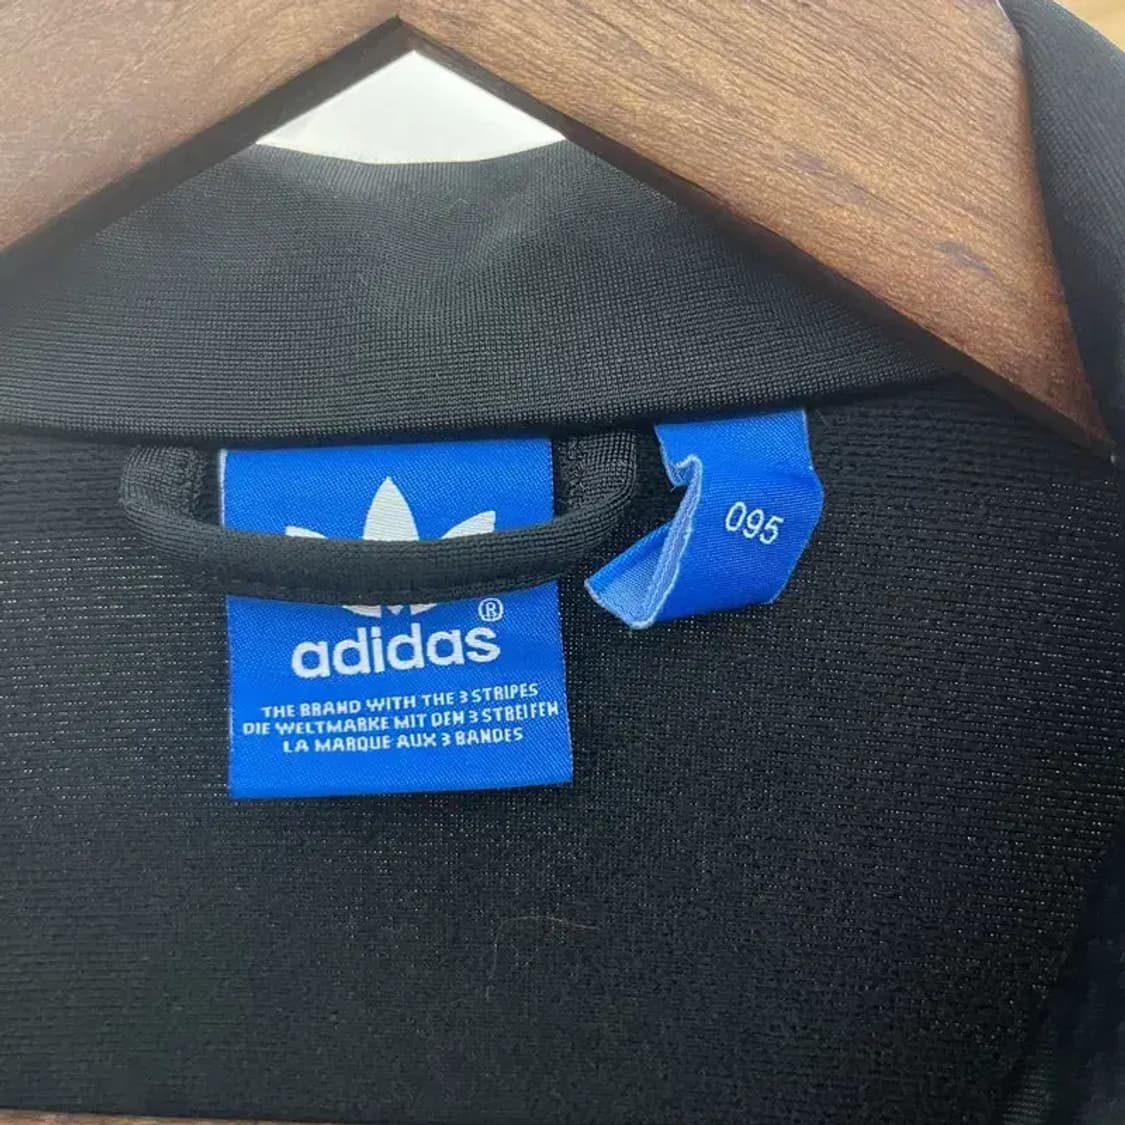 095
®
adidas
THE BRAND WITH THE 3 STRIPES
DIE WELTMARKE MIT DEN 3 STREIFEN
LA MARQUE AUX 3 BANDES